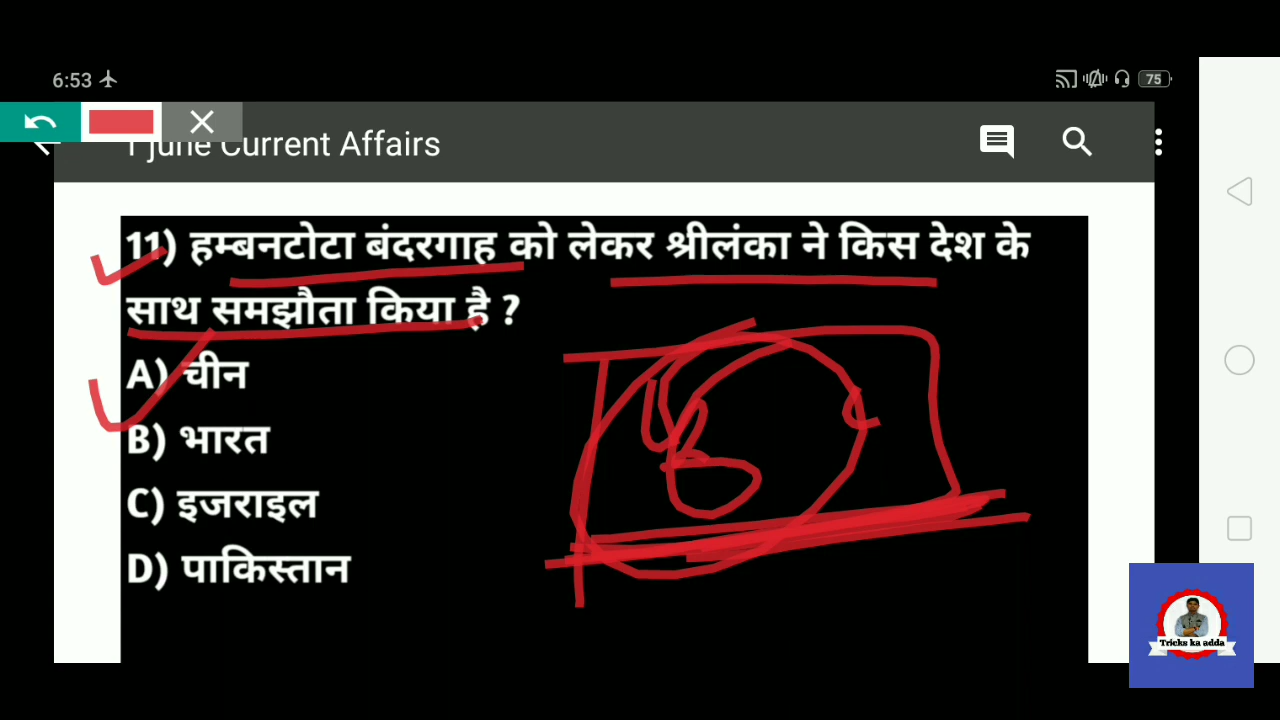 6:53
75
1 june Current Affairs
11) हम्बनटोटा बंदरगाह को लेकर श्रीलंका ने किस देश के
साथ समझौता किया है ?
A) चीन
B) भारत
C) इजराइल
D) पाकिस्तान
Tricks ka adda